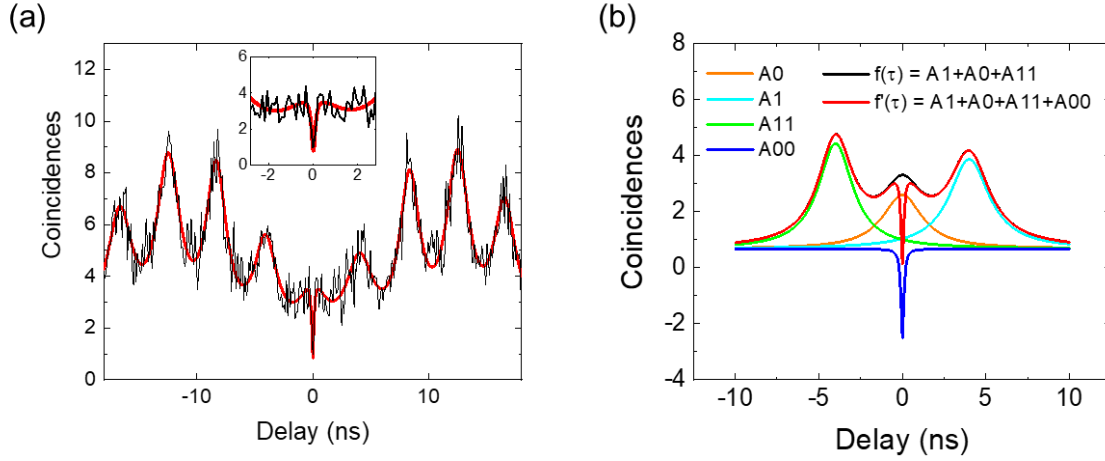 (a)
Coincidences
12
10
8
6
4
2
0
-10
0
10
Delay (ns)
6
4
2
0
-2
0
2
(b)
Coincidences
8
6
4
2
0
-2
-4
-10
-5
0
5
10
Delay (ns)
A0
A1
A11
A00
f(τ) = A1+A0+A11
f'(τ) = A1+A0+A11+A00